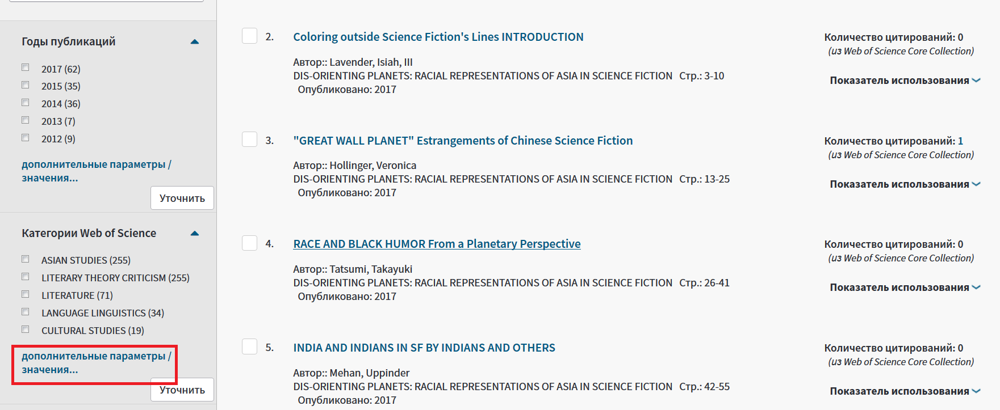 Годы публикаций
2017 (62)
2015 (35)
2014 (36)
2013 (7)
2012 (9)
дополнительные параметры /
значения...
Уточнить
Категории Web of Science
ASIAN STUDIES (255)
LITERARY THEORY CRITICISM (255)
LITERATURE (71)
LANGUAGE LINGUISTICS (34)
CULTURAL STUDIES (19)
дополнительные параметры /
значения...
Уточнить
2. Coloring outside Science Fiction's Lines INTRODUCTION
Автор:: Lavender, Isiah, III
DIS-ORIENTING PLANETS: RACIAL REPRESENTATIONS OF ASIA IN SCIENCE FICTION Стр.: 3-10
Опубликовано: 2017
Количество цитирований: 0
(из Web of Science Core Collection)
Показатель использования
3. "GREAT WALL PLANET" Estrangements of Chinese Science Fiction
Автор:: Hollinger, Veronica
DIS-ORIENTING PLANETS: RACIAL REPRESENTATIONS OF ASIA IN SCIENCE FICTION Стр.: 13-25
Опубликовано: 2017
Количество цитирований: 1
(из Web of Science Core Collection)
Показатель использования
4. RACE AND BLACK HUMOR From a Planetary Perspective
Автор:: Tatsumi, Takayuki
DIS-ORIENTING PLANETS: RACIAL REPRESENTATIONS OF ASIA IN SCIENCE FICTION Стр.: 26-41
Опубликовано: 2017
Количество цитирований: 0
(из Web of Science Core Collection)
Показатель использования
5. INDIA AND INDIANS IN SF BY INDIANS AND OTHERS
Автор:: Mehan, Uppinder
DIS-ORIENTING PLANETS: RACIAL REPRESENTATIONS OF ASIA IN SCIENCE FICTION Стр.: 42-55
Опубликовано: 2017
Количество цитирований: 0
(из Web of Science Core Collection)
Показатель использования